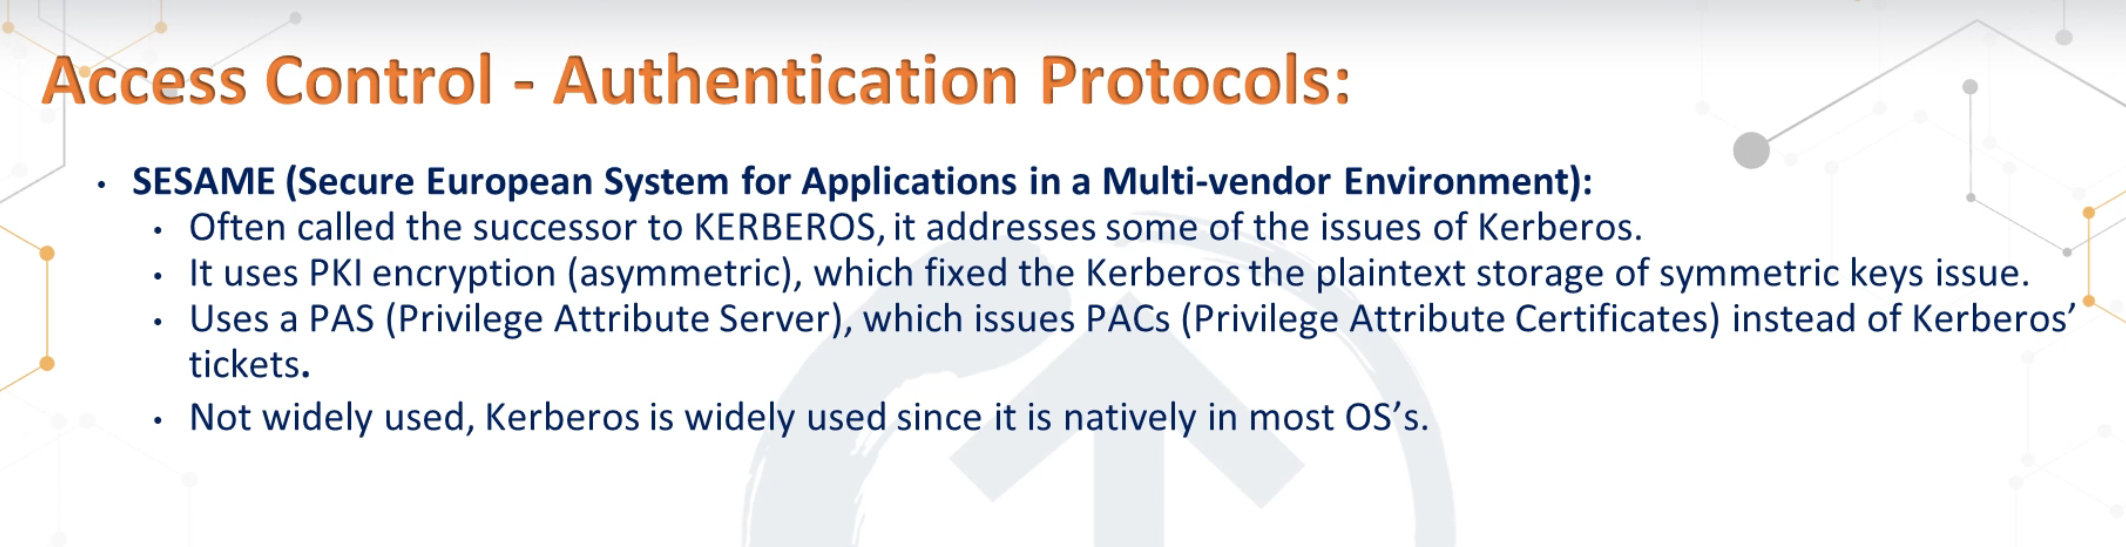 Access Control - Authentication Protocols:
• SESAME (Secure European System for Applications in a Multi-vendor Environment):
• Often called the successor to KERBEROS, it addresses some of the issues of Kerberos.
• It uses PKI encryption (asymmetric), which fixed the Kerberos the plaintext storage of symmetric keys issue.
• Uses a PAS (Privilege Attribute Server), which issues PACs (Privilege Attribute Certificates) instead of Kerberos’
tickets.
• Not widely used, Kerberos is widely used since it is natively in most OS’s.